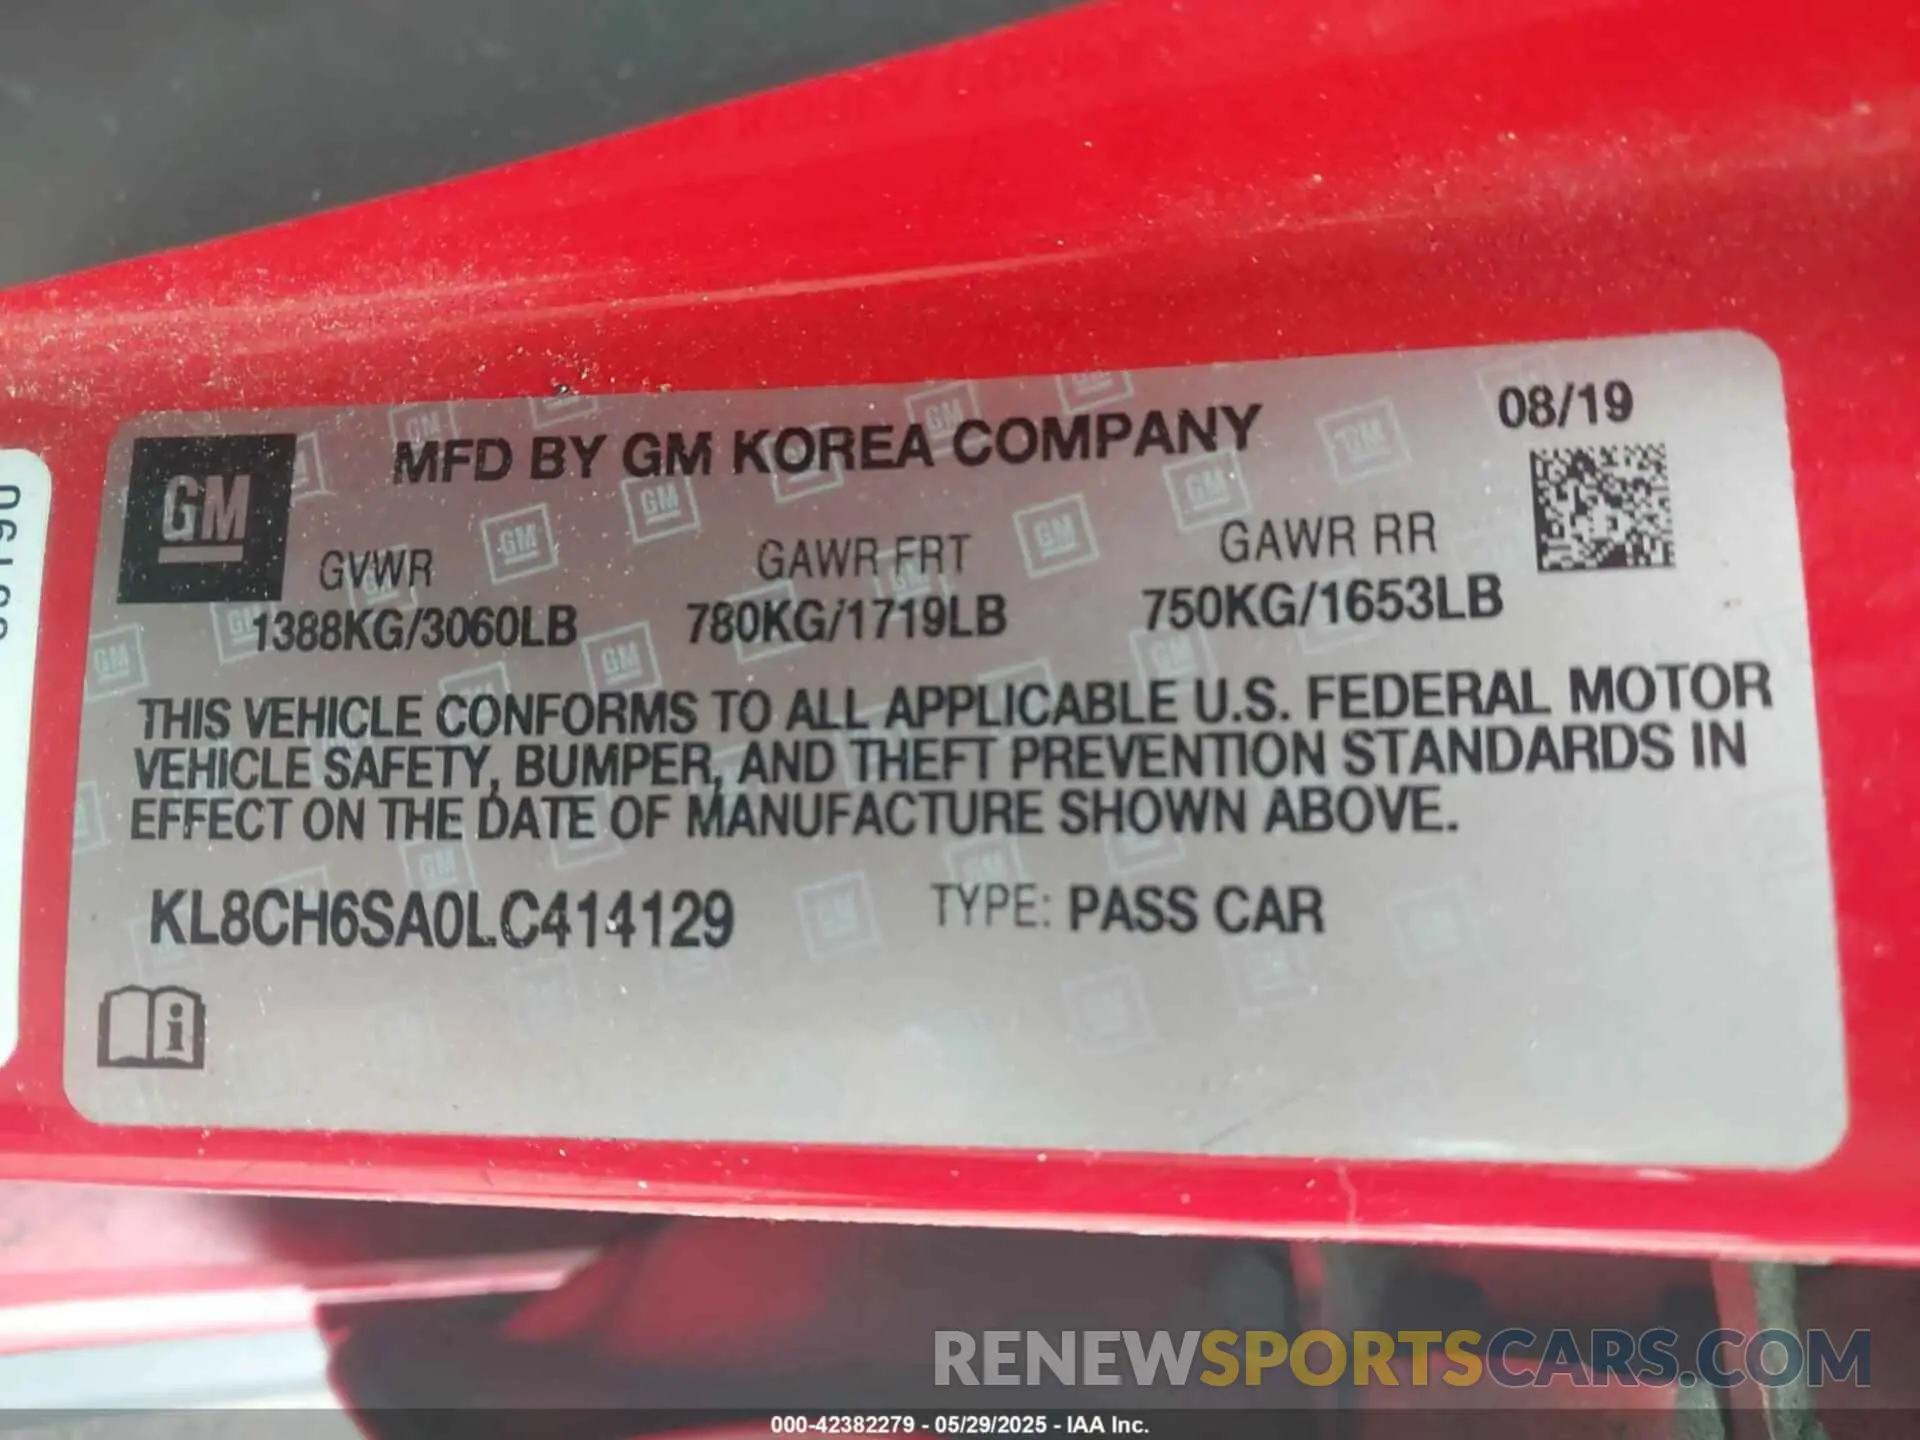 MFD BY GM KOREA COMPANY
08/19
GM
GVWR
GAWR FRT
GAWR RR
1388KG/3060LB
780KG/1719LB
750KG/1653LB
THIS VEHICLE CONFORMS TO ALL APPLICABLE U.S. FEDERAL MOTOR
VEHICLE SAFETY, BUMPER, AND THEFT PREVENTION STANDARDS IN
EFFECT ON THE DATE OF MANUFACTURE SHOWN ABOVE.
KL8CH6SA0LC414129
TYPE: PASS CAR
RENEWSPORTSCARS.COM
000-42382279 - 05/29/2025 - IAA Inc.